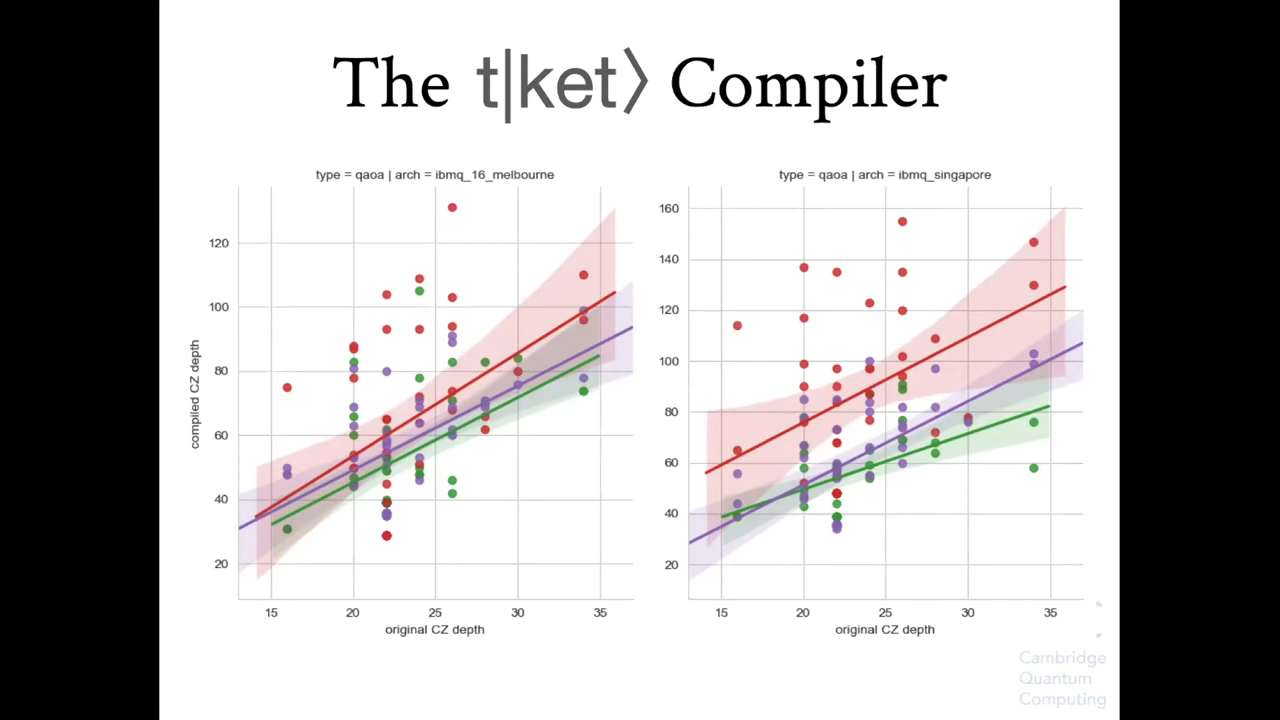 The t|ket⟩ Compiler
type = qaoa | arch = ibmq_16_melbourne
120
100
80
60
40
20
compiled CZ depth
15
20
25
30
35
original CZ depth
type = qaoa | arch = ibmq_singapore
160
140
120
100
80
60
40
20
15
20
25
30
35
original CZ depth
Cambridge
Quantum
Computing